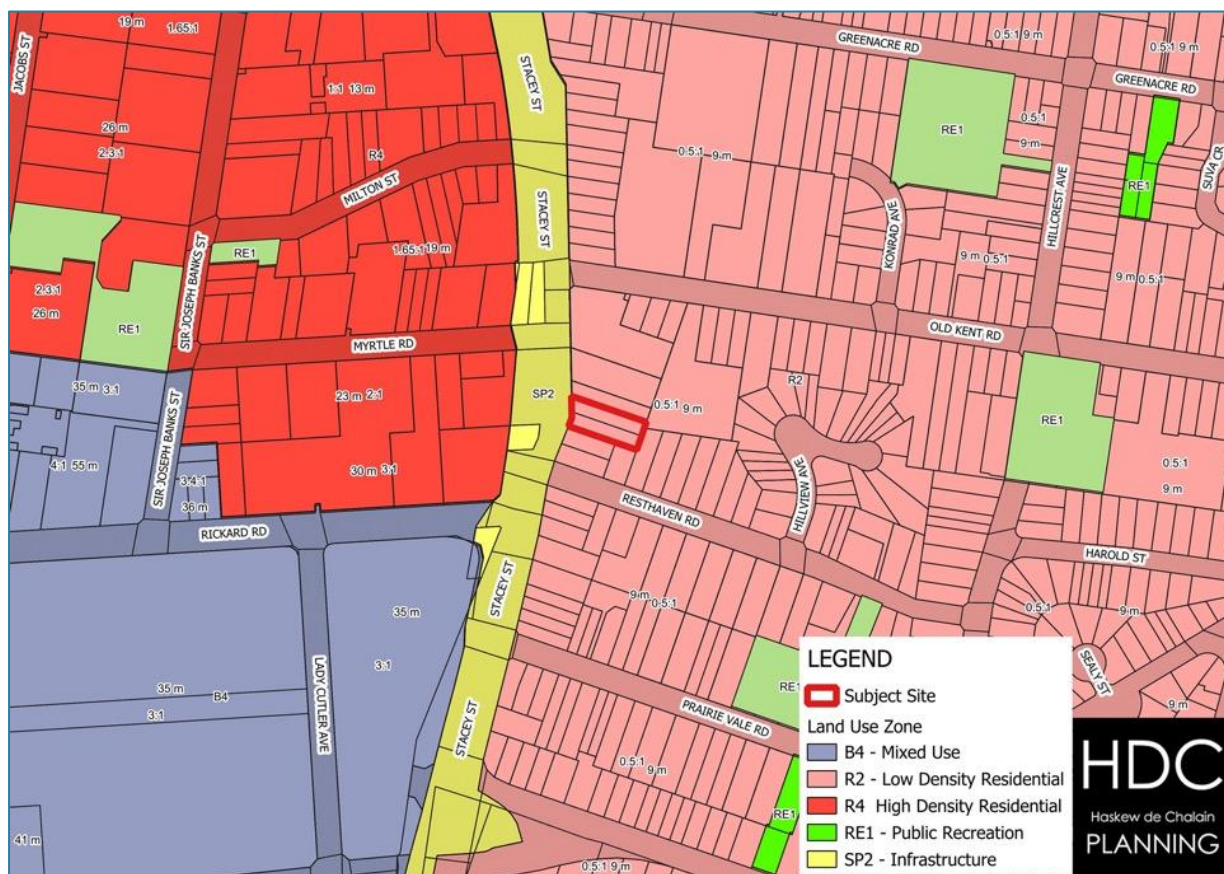 19 m
1.65:1
JACOBS ST
26 m
2.3:1
1:1 13 m
R4
MILTON ST
STACEY ST
STACEY ST
GREENACRE RD
0.5:1 9 m
GREENACRE RD
RE1
0.5:1
9 m
RE1
SUVA CR
0.5:1 9 m
KONRAD AVE
HILLCREST AVE
RE1
1.65:1 19 m
9 m 0.5:1
9 m 0.5:1
2.3:1
26 m
RE1
SIR JOSEPH BANKS ST
MYRTLE RD
OLD KENT RD
35 m 3:1
23 m 2:1
SP2
0.5:1 9 m
R2
RE1
4:1 55 m
SIR JOSEPH BANKS ST
3.4:1
36 m
30 m 3:1
0.5:1
9 m
RICKARD RD
RESTHAVEN RD
HILLVIEW AVE
HAROLD ST
STACEY ST
9 m 0.5:1
0.5:1
9 m
SEALY ST
35 m
3:1
35 m
B4
3:1
LADY CUTLER AVE
STACEY ST
PRAIRIE VALE RD
RE1
9 m
0.5:1 9 m
RE1
41 m
0.5:1 9 m
LEGEND
Subject Site
Land Use Zone
B4 - Mixed Use
R2 - Low Density Residential
R4 High Density Residential
RE1 - Public Recreation
SP2 - Infrastructure
HDC
Haskew de Chalain
PLANNING